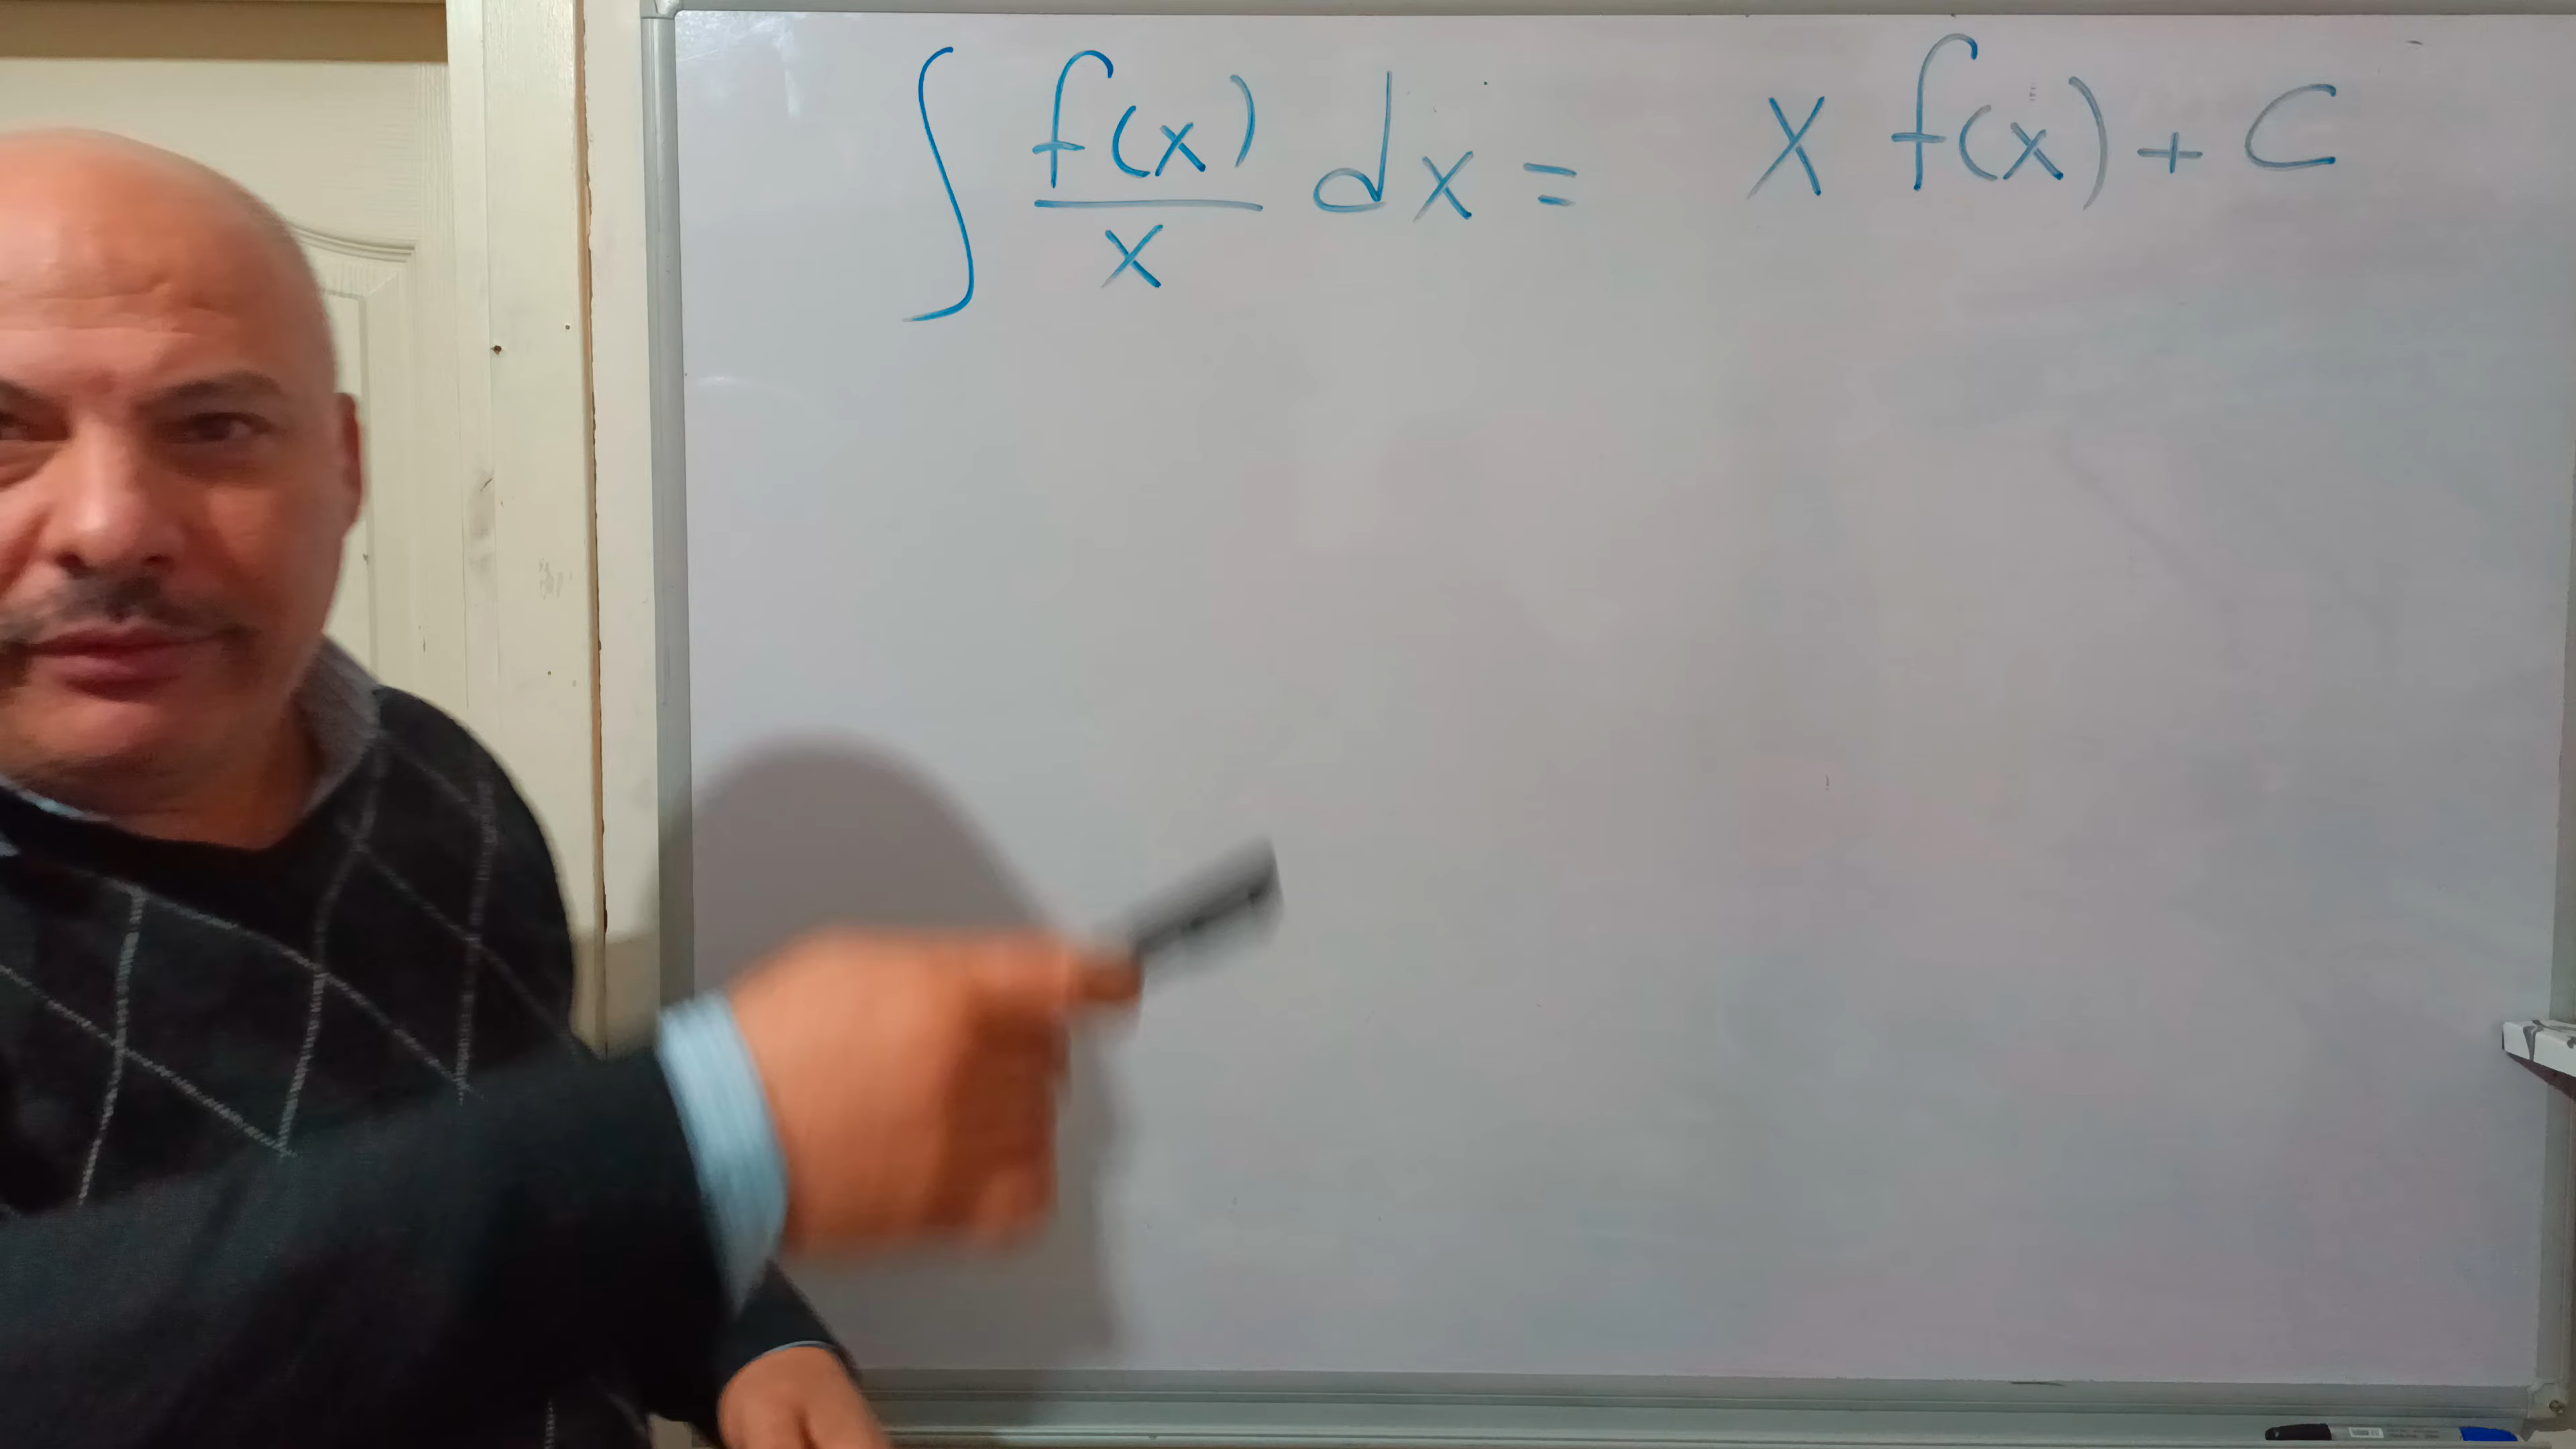 ∫ f(x)/x dx = x f(x) + C